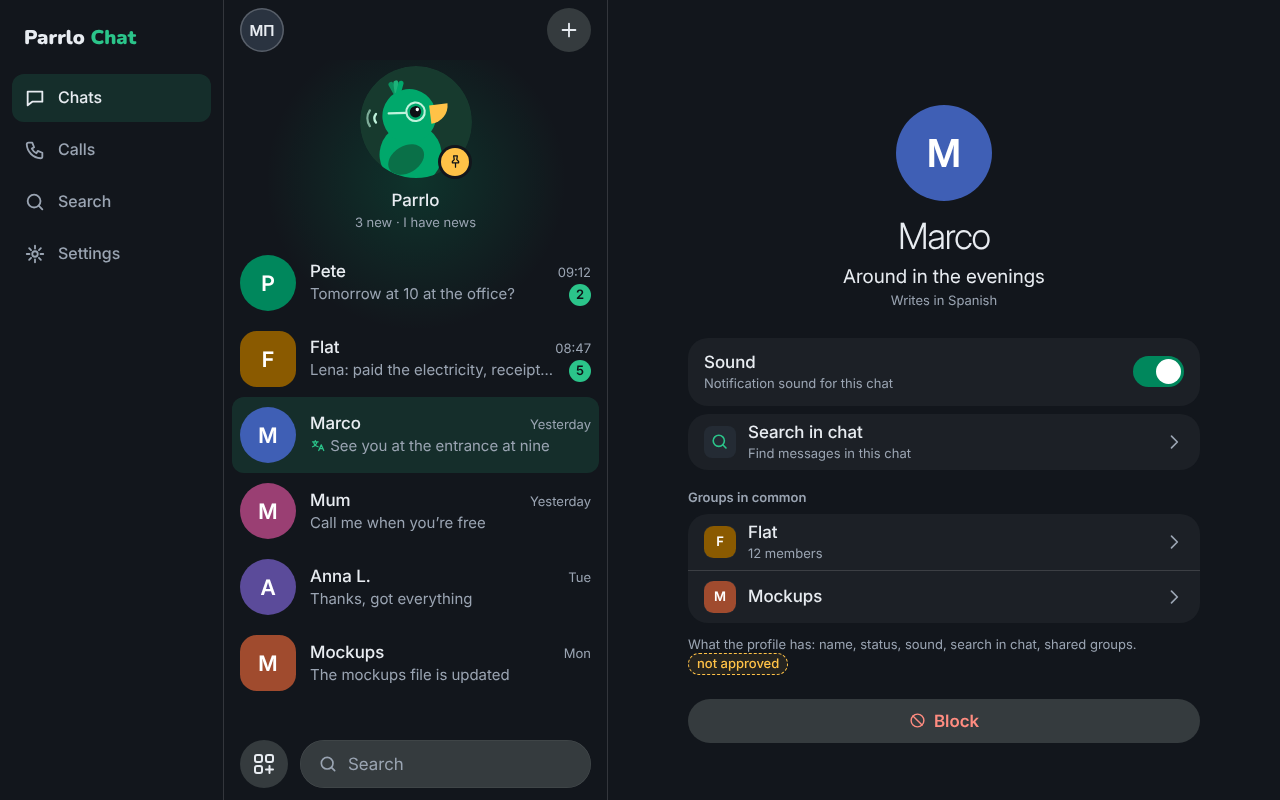 Parrlo Chat
Chats
Calls
Search
Settings
МП
Parrlo
3 new · I have news
Pete
09:12
Tomorrow at 10 at the office?
2
Flat
08:47
Lena: paid the electricity, receipt...
5
Marco
Yesterday
See you at the entrance at nine
Mum
Yesterday
Call me when you’re free
Anna L.
Tue
Thanks, got everything
Mockups
Mon
The mockups file is updated
P
F
M
M
A
M
Search
M
Marco
Around in the evenings
Writes in Spanish
Sound
Notification sound for this chat
Search in chat
Find messages in this chat
Groups in common
F
Flat
12 members
M
Mockups
What the profile has: name, status, sound, search in chat, shared groups.
not approved
Block